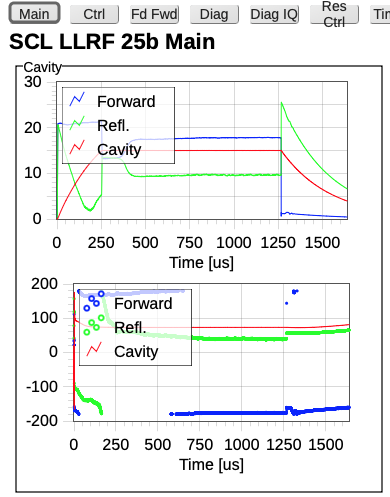 Main Ctrl Fd Fwd Diag Diag IQ Res Ctrl
SCL LLRF 25b Main
Cavity
30
20
10
0
Forward
Refl.
Cavity
0 250 500 750 1000 1250 1500
Time [us]
200
100
0
-100
-200
Forward
Refl.
Cavity
0 250 500 750 1000 1250 1500
Time [us]